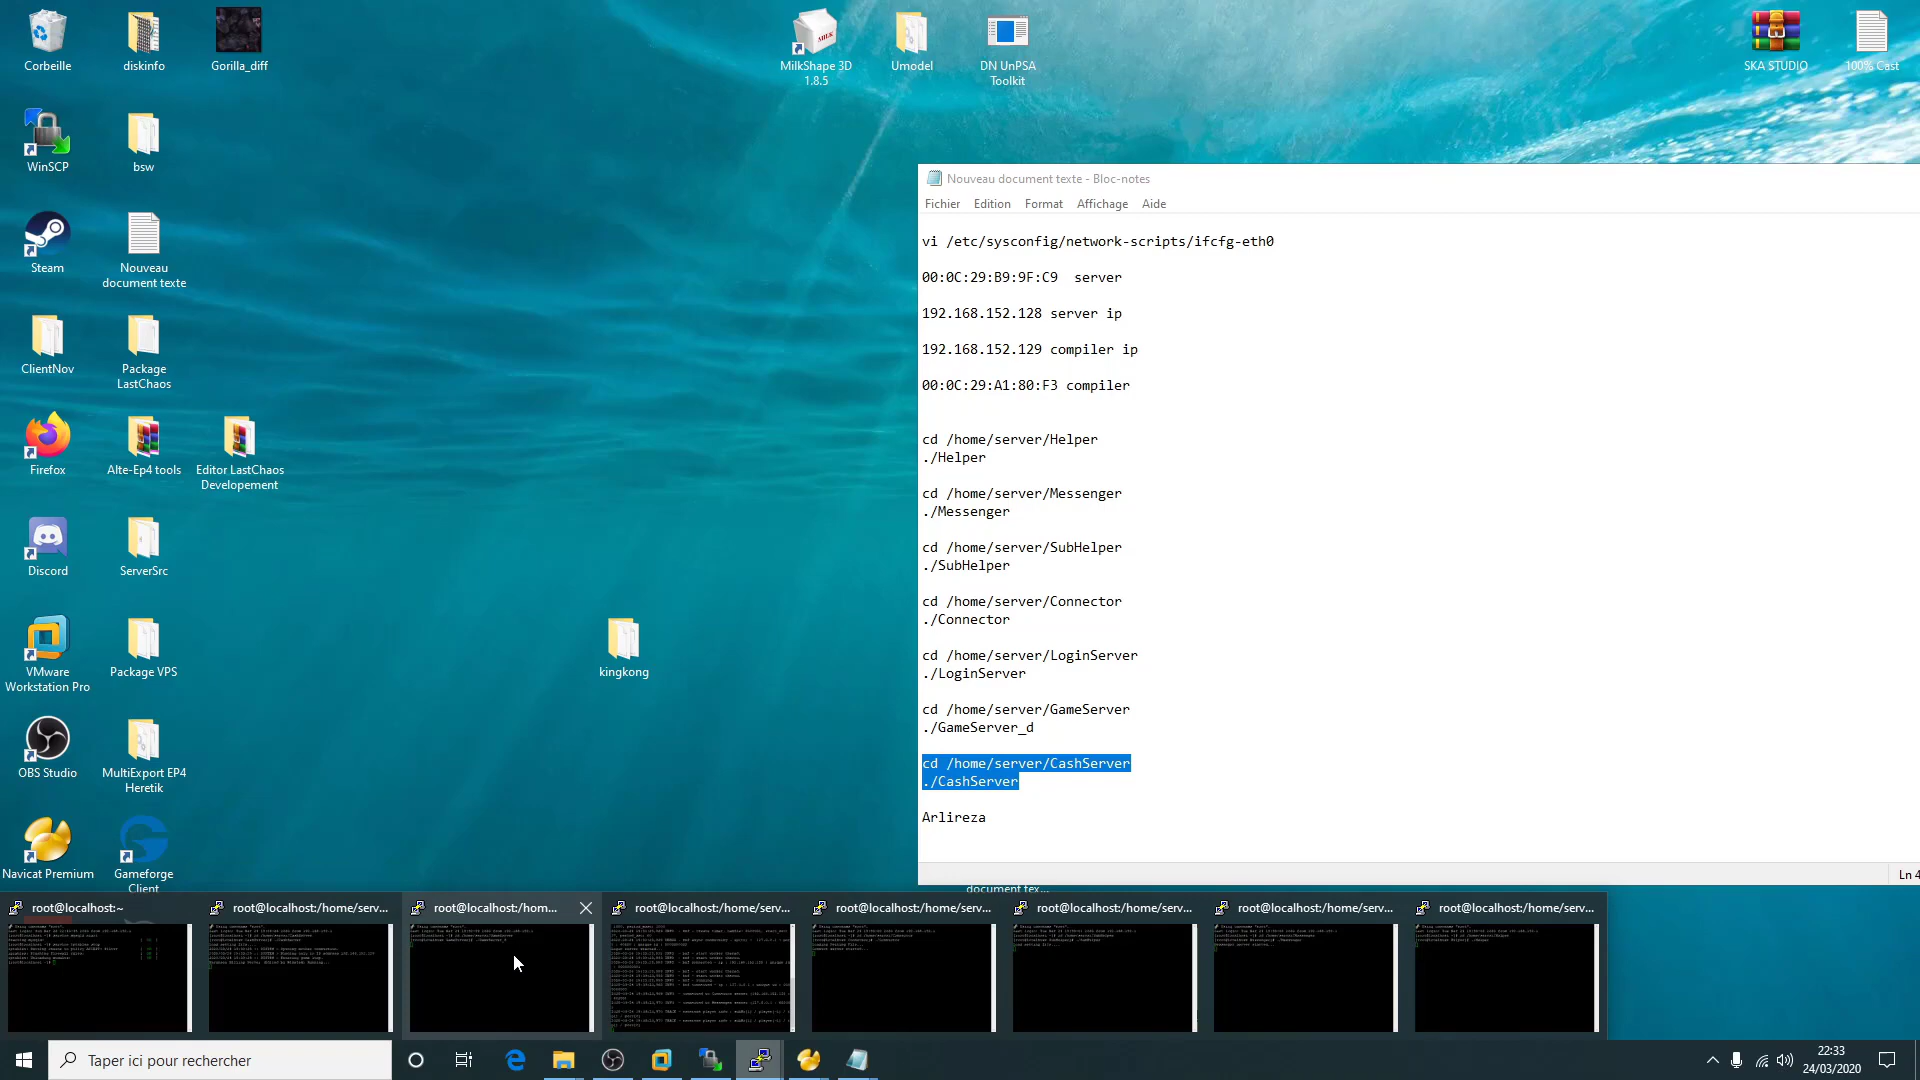 Corbeille
diskinfo
Gorilla_diff
MilkShape 3D
1.8.5
Umodel
DN UnPSA
Toolkit
SKA STUDIO
100% Cast
WinSCP
bsw
Steam
Nouveau
document texte
ClientNov
Package
LastChaos
Firefox
Alte-Ep4 tools
Editor LastChaos
Developement
Discord
ServerSrc
VMware
Workstation Pro
Package VPS
kingkong
OBS Studio
MultiExport EP4
Heretik
Navicat Premium
Gameforge
Client
Nouveau document texte - Bloc-notes
Fichier Edition Format Affichage Aide
vi /etc/sysconfig/network-scripts/ifcfg-eth0
00:0C:29:B9:9F:C9 server
192.168.152.128 server ip
192.168.152.129 compiler ip
00:0C:29:A1:80:F3 compiler
cd /home/server/Helper
./Helper
cd /home/server/Messenger
./Messenger
cd /home/server/SubHelper
./SubHelper
cd /home/server/Connector
./Connector
cd /home/server/LoginServer
./LoginServer
cd /home/server/GameServer
./GameServer_d
cd /home/server/CashServer
./CashServer
Arlireza
Ln 4
document tex...
root@localhost:~
root@localhost:/home/serv...
root@localhost:/hom...
root@localhost:/home/serv...
root@localhost:/home/serv...
root@localhost:/home/serv...
root@localhost:/home/serv...
root@localhost:/home/serv...
Taper ici pour rechercher
22:33
24/03/2020